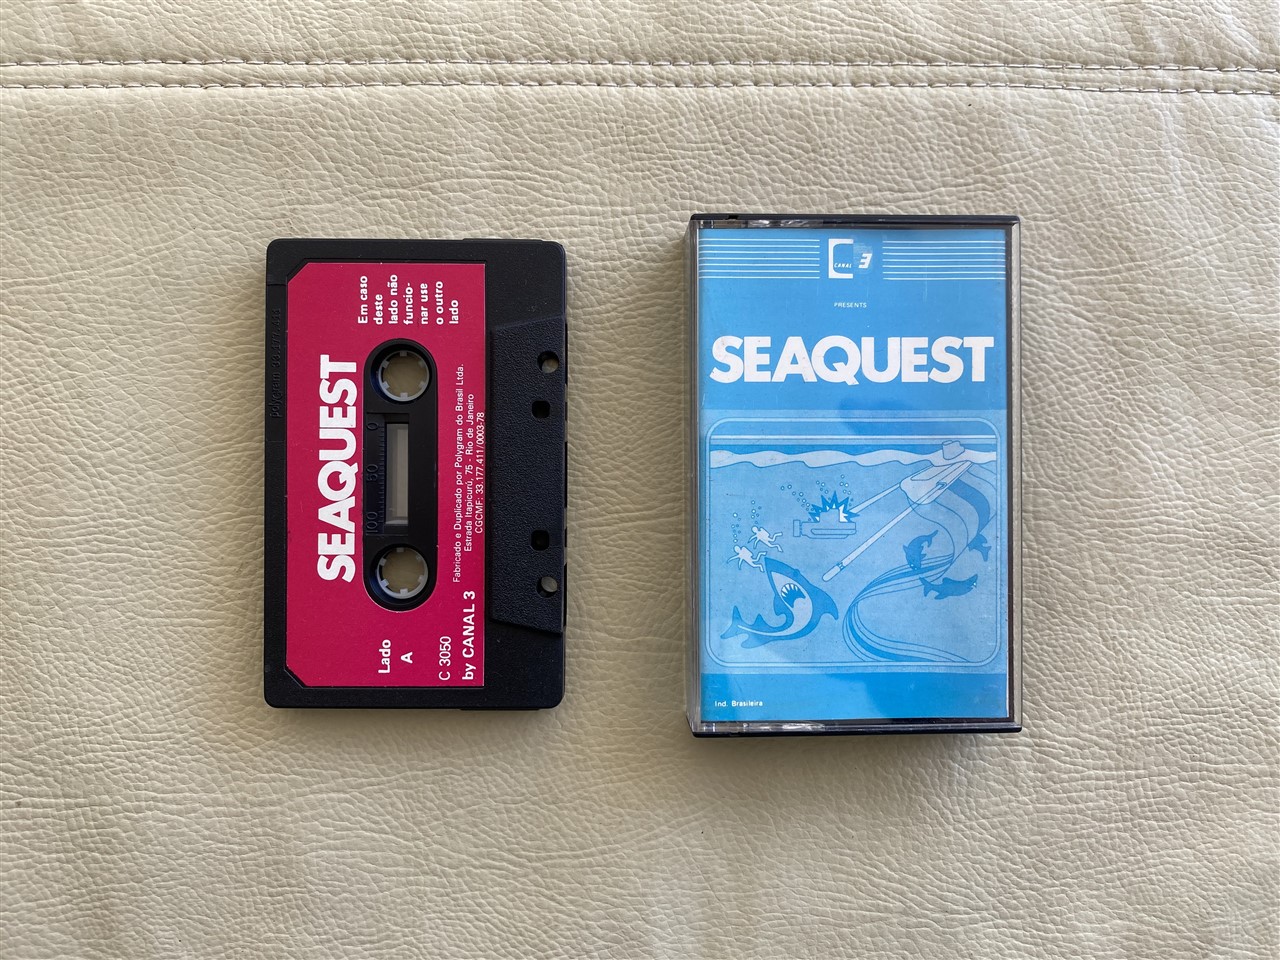 SEAQUEST
Em caso
deste
lado não
funcio-
nar use
o outro
lado
100 50 0
Lado
A
C 3050
by CANAL 3
Fabricado e Duplicado por Polygram do Brasil Ltda.
Estrada Itapicurú, 75 - Rio de Janeiro
CGCMF: 33.177.411/0003-78
CANAL 3
PRESENTS
SEAQUEST
Ind. Brasileira